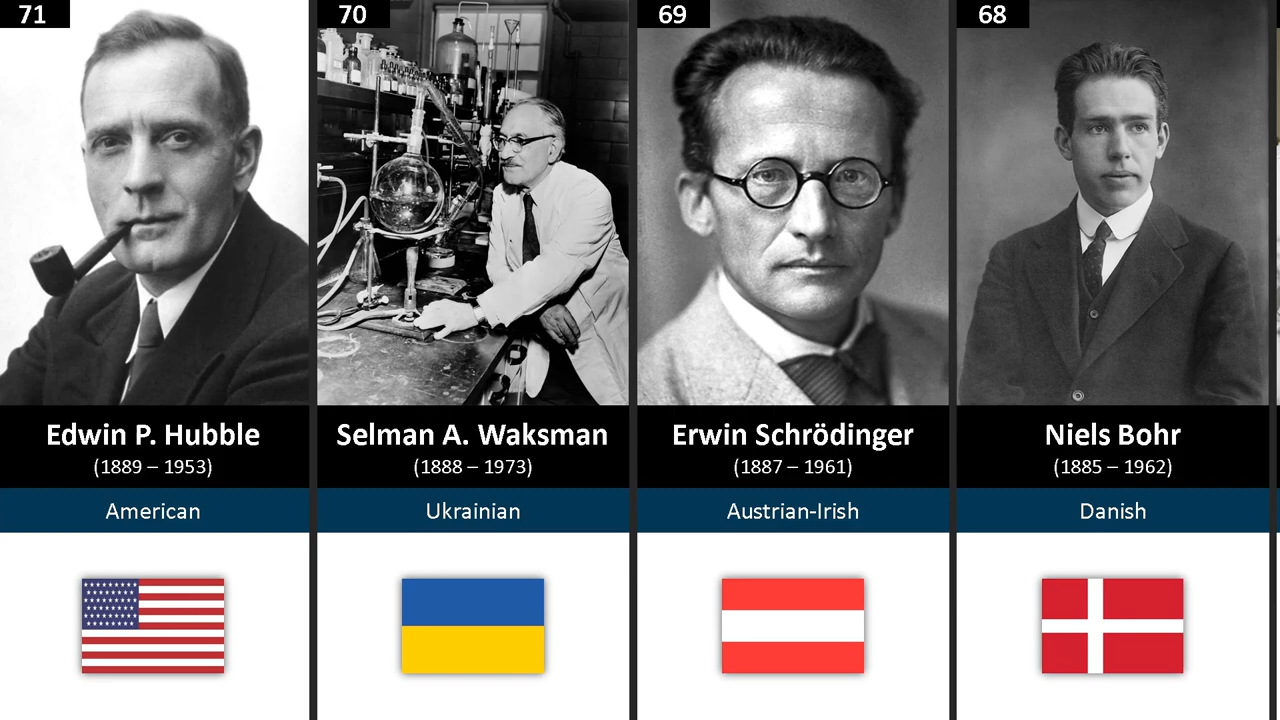 71
Edwin P. Hubble
(1889 – 1953)
American
70
Selman A. Waksman
(1888 – 1973)
Ukrainian
69
Erwin Schrödinger
(1887 – 1961)
Austrian-Irish
68
Niels Bohr
(1885 – 1962)
Danish